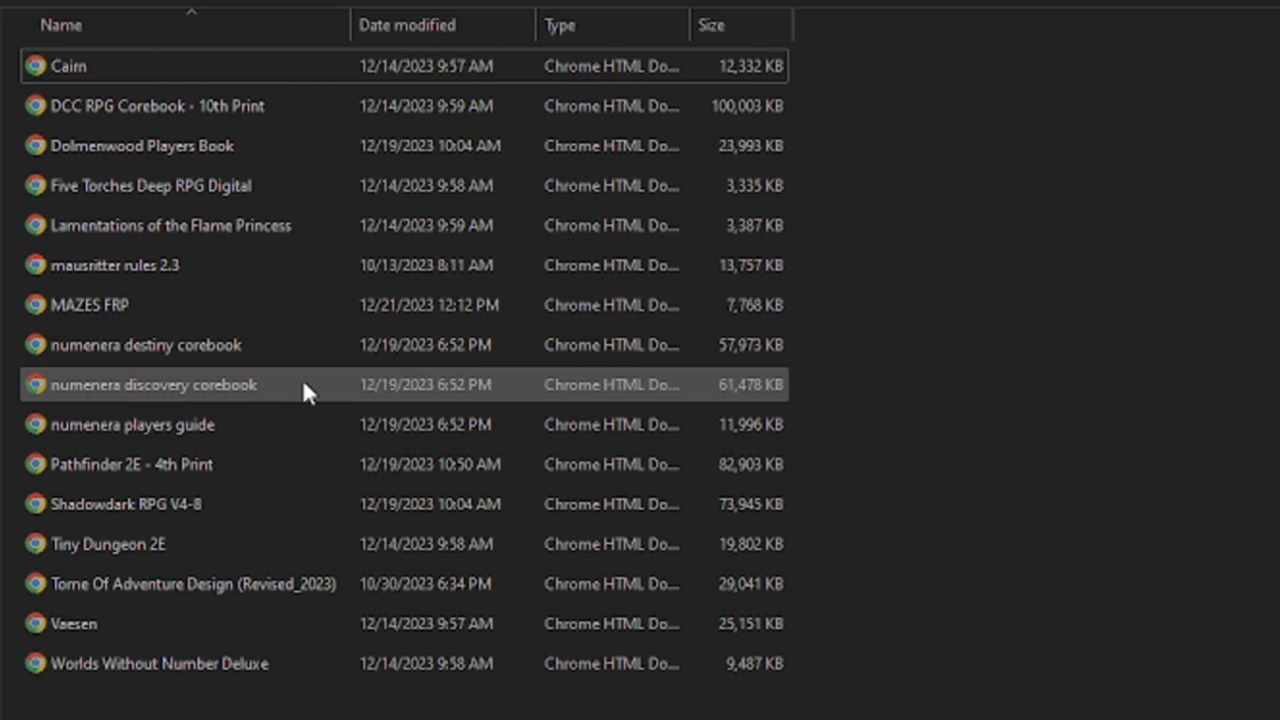 Name Date modified Type Size
Cairn 12/14/2023 9:57 AM Chrome HTML Do... 12,332 KB
DCC RPG Corebook - 10th Print 12/14/2023 9:59 AM Chrome HTML Do... 100,003 KB
Dolmenwood Players Book 12/19/2023 10:04 AM Chrome HTML Do... 23,993 KB
Five Torches Deep RPG Digital 12/14/2023 9:58 AM Chrome HTML Do... 3,335 KB
Lamentations of the Flame Princess 12/14/2023 9:59 AM Chrome HTML Do... 3,387 KB
mausritter rules 2.3 10/13/2023 8:11 AM Chrome HTML Do... 13,757 KB
MAZES FRP 12/21/2023 12:12 PM Chrome HTML Do... 7,768 KB
numenera destiny corebook 12/19/2023 6:52 PM Chrome HTML Do... 57,973 KB
numenera discovery corebook 12/19/2023 6:52 PM Chrome HTML Do... 61,478 KB
numenera players guide 12/19/2023 6:52 PM Chrome HTML Do... 11,996 KB
Pathfinder 2E - 4th Print 12/19/2023 10:50 AM Chrome HTML Do... 82,903 KB
Shadowdark RPG V4-8 12/19/2023 10:04 AM Chrome HTML Do... 73,945 KB
Tiny Dungeon 2E 12/14/2023 9:58 AM Chrome HTML Do... 19,802 KB
Tome Of Adventure Design (Revised_2023) 10/30/2023 6:34 PM Chrome HTML Do... 29,041 KB
Vaesen 12/14/2023 9:57 AM Chrome HTML Do... 25,151 KB
Worlds Without Number Deluxe 12/14/2023 9:58 AM Chrome HTML Do... 9,487 KB